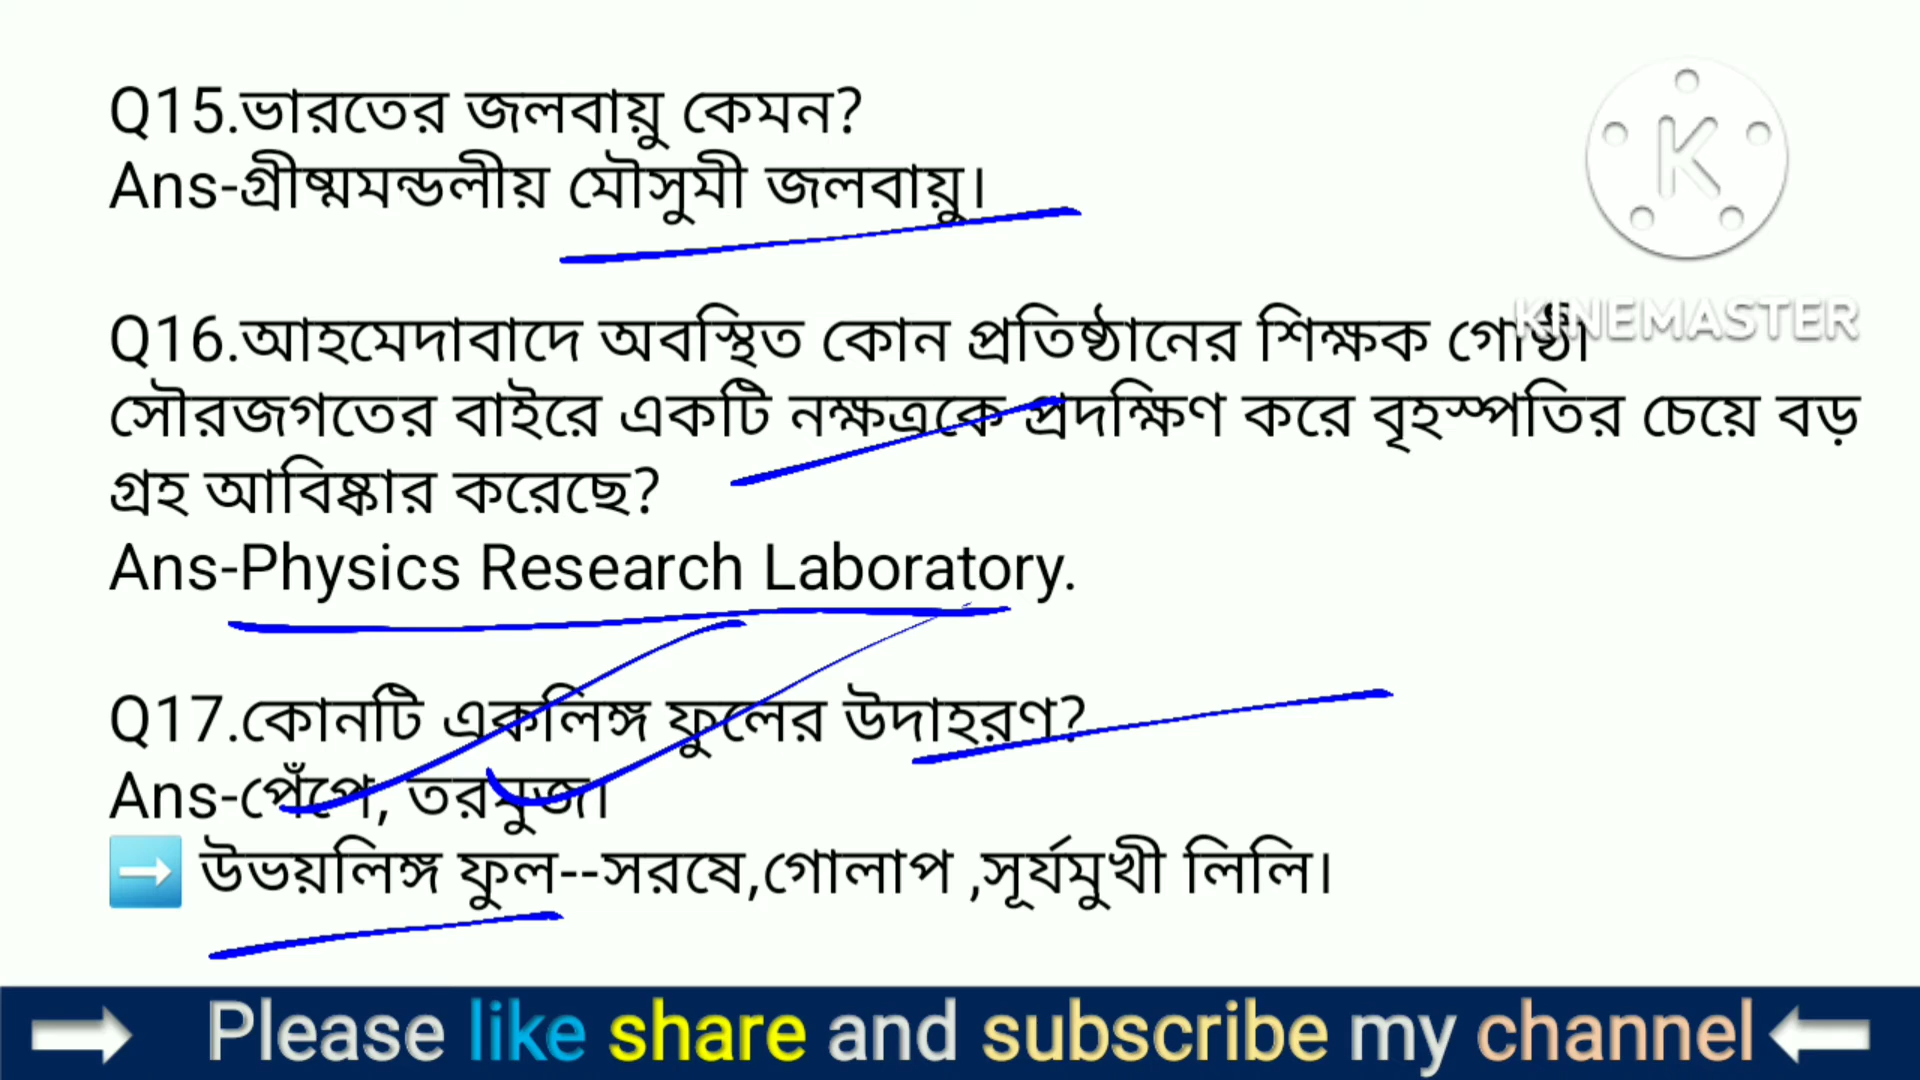 Q15.ভারতের জলবায়ু কেমন?
Ans-গ্রীষ্মমন্ডলীয় মৌসুমী জলবায়ু।
K
KINEMASTER
Q16.আহমেদাবাদে অবস্থিত কোন প্রতিষ্ঠানের শিক্ষক গোষ্ঠী
সৌরজগতের বাইরে একটি নক্ষত্রকে প্রদক্ষিণ করে বৃহস্পতির চেয়ে বড়
গ্রহ আবিষ্কার করেছে?
Ans-Physics Research Laboratory.
Q17.কোনটি একলিঙ্গ ফুলের উদাহরণ?
Ans-পেঁপে, তরমুজ।
উভয়লিঙ্গ ফুল--সরষে,গোলাপ ,সূর্যমুখী লিলি।
Please like share and subscribe my channel